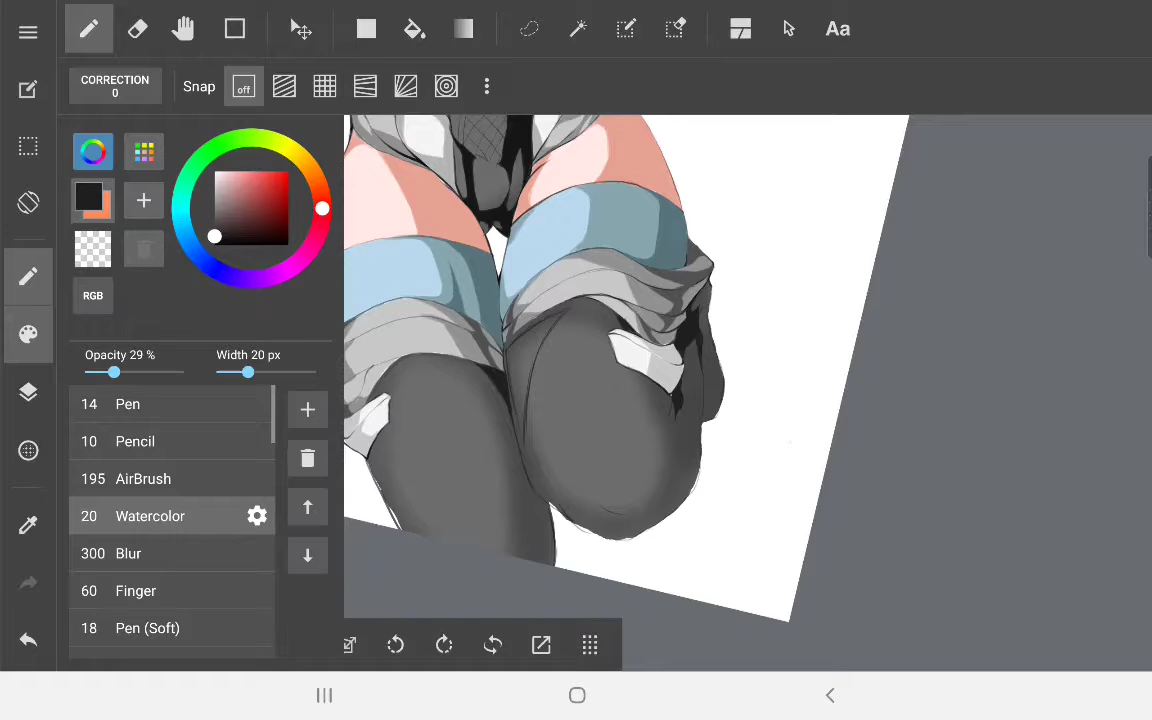 Aa
CORRECTION
0
Snap
off
RGB
Opacity 29 %
Width 20 px
14 Pen
10 Pencil
195 AirBrush
20 Watercolor
300 Blur
60 Finger
18 Pen (Soft)